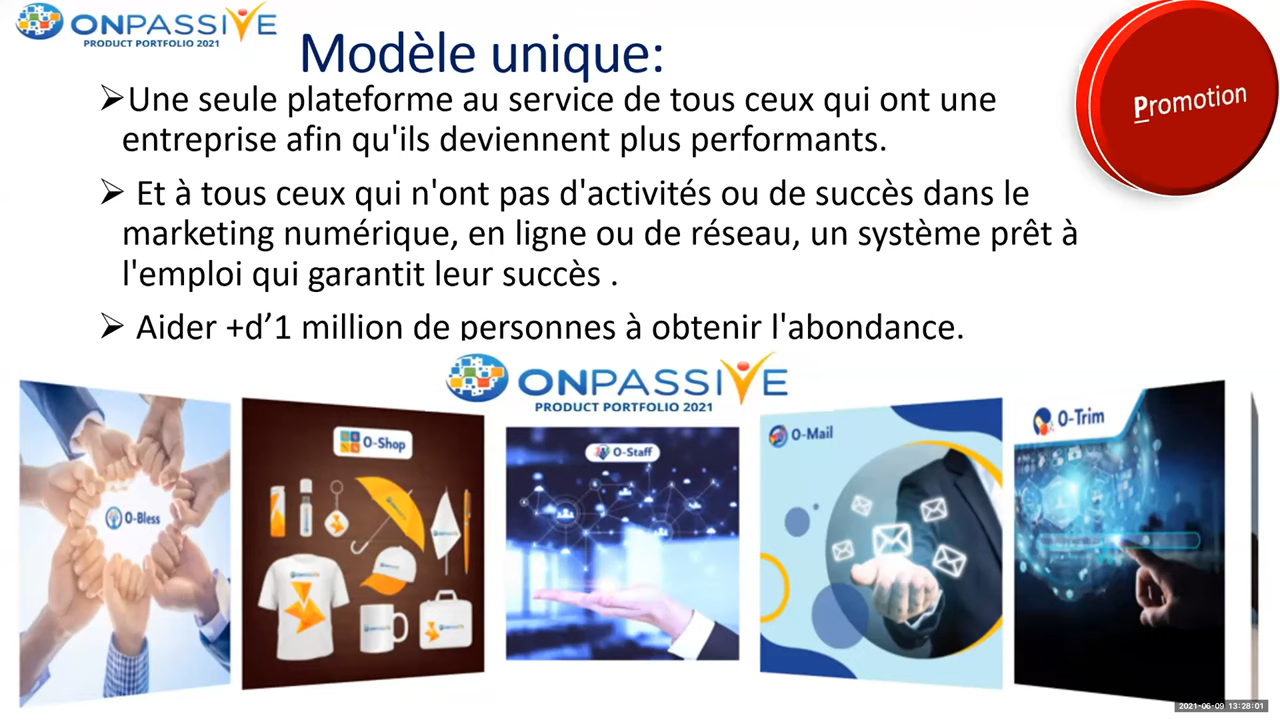 ONPASSIVE
PRODUCT PORTFOLIO 2021
Modèle unique:
Promotion
➢Une seule plateforme au service de tous ceux qui ont une
entreprise afin qu'ils deviennent plus performants.
➢ Et à tous ceux qui n'ont pas d'activités ou de succès dans le
marketing numérique, en ligne ou de réseau, un système prêt à
l'emploi qui garantit leur succès .
➢ Aider +d’1 million de personnes à obtenir l'abondance.
ONPASSIVE
PRODUCT PORTFOLIO 2021
O-Bless
O-Shop
O-Staff
O-Mail
O-Trim
2021-06-09 13:28:01